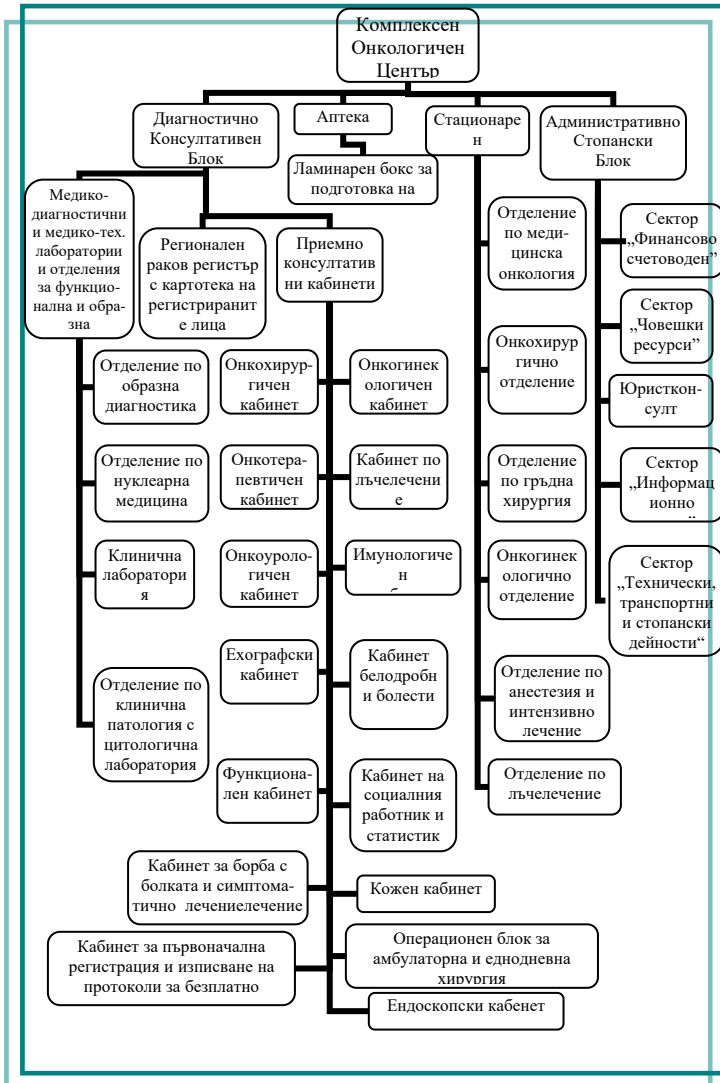 Комплексен
Онкологичен
Център
Диагностично
Консултативен
Блок
Аптека
Стационарe
н
Административно
Стопански
Блок
Ламинарен бокс за
подготовка на
Медико-
диагностични
и медико-тех.
лаборатории
и отделения
за функцио-
нална и обра-
зна
Регионален
раков регистър
с картотека на
регистриранит
е лица
Приемно
консултатив
ни кабинети
Отделение
по меди-
цинска
онкология
Сектор
„Финансово
счетоводен”
Сектор
„Човешки
ресурси”
Онкохирур
гично
отделение
Отделение по
образна
диагностика
Онкохирур-
гичен
кабинет
Онкогинек
ологичен
кабинет
Юристкон-
султ
Отделение по
нуклеарна
медицина
Онкотера-
певтичен
кабинет
Кабинет по
лъчелечени
е
Отделение
по гръдна
хирургия
Сектор
„Информац
ионно
Клинична
лаборатори
я
Онкоуроло-
гичен
кабинет
Имунологиче
н
Онкогинек
ологично
отделение
Сектор
„Технически,
транспортни
и стопански
дейности“
Ехографски
кабинет
Кабинет
белодробн
и болести
Отделение по
анестезия и
интензивно
лечение
Отделение по
клинична
патология с
цитологична
лаборатория
Функциона-
лен кабинет
Кабинет на
социалния
работник и
статистик
Отделение по
лъчелечение
Кабинет за борба с
болката и симптома-
тично лечениелечение
Кожен кабинет
Кабинет за първоначална
регистрация и изписване на
протоколи за безплатно
Операционен блок за
амбулаторна и еднодневна
хирургия
Ендоскопски кабенет